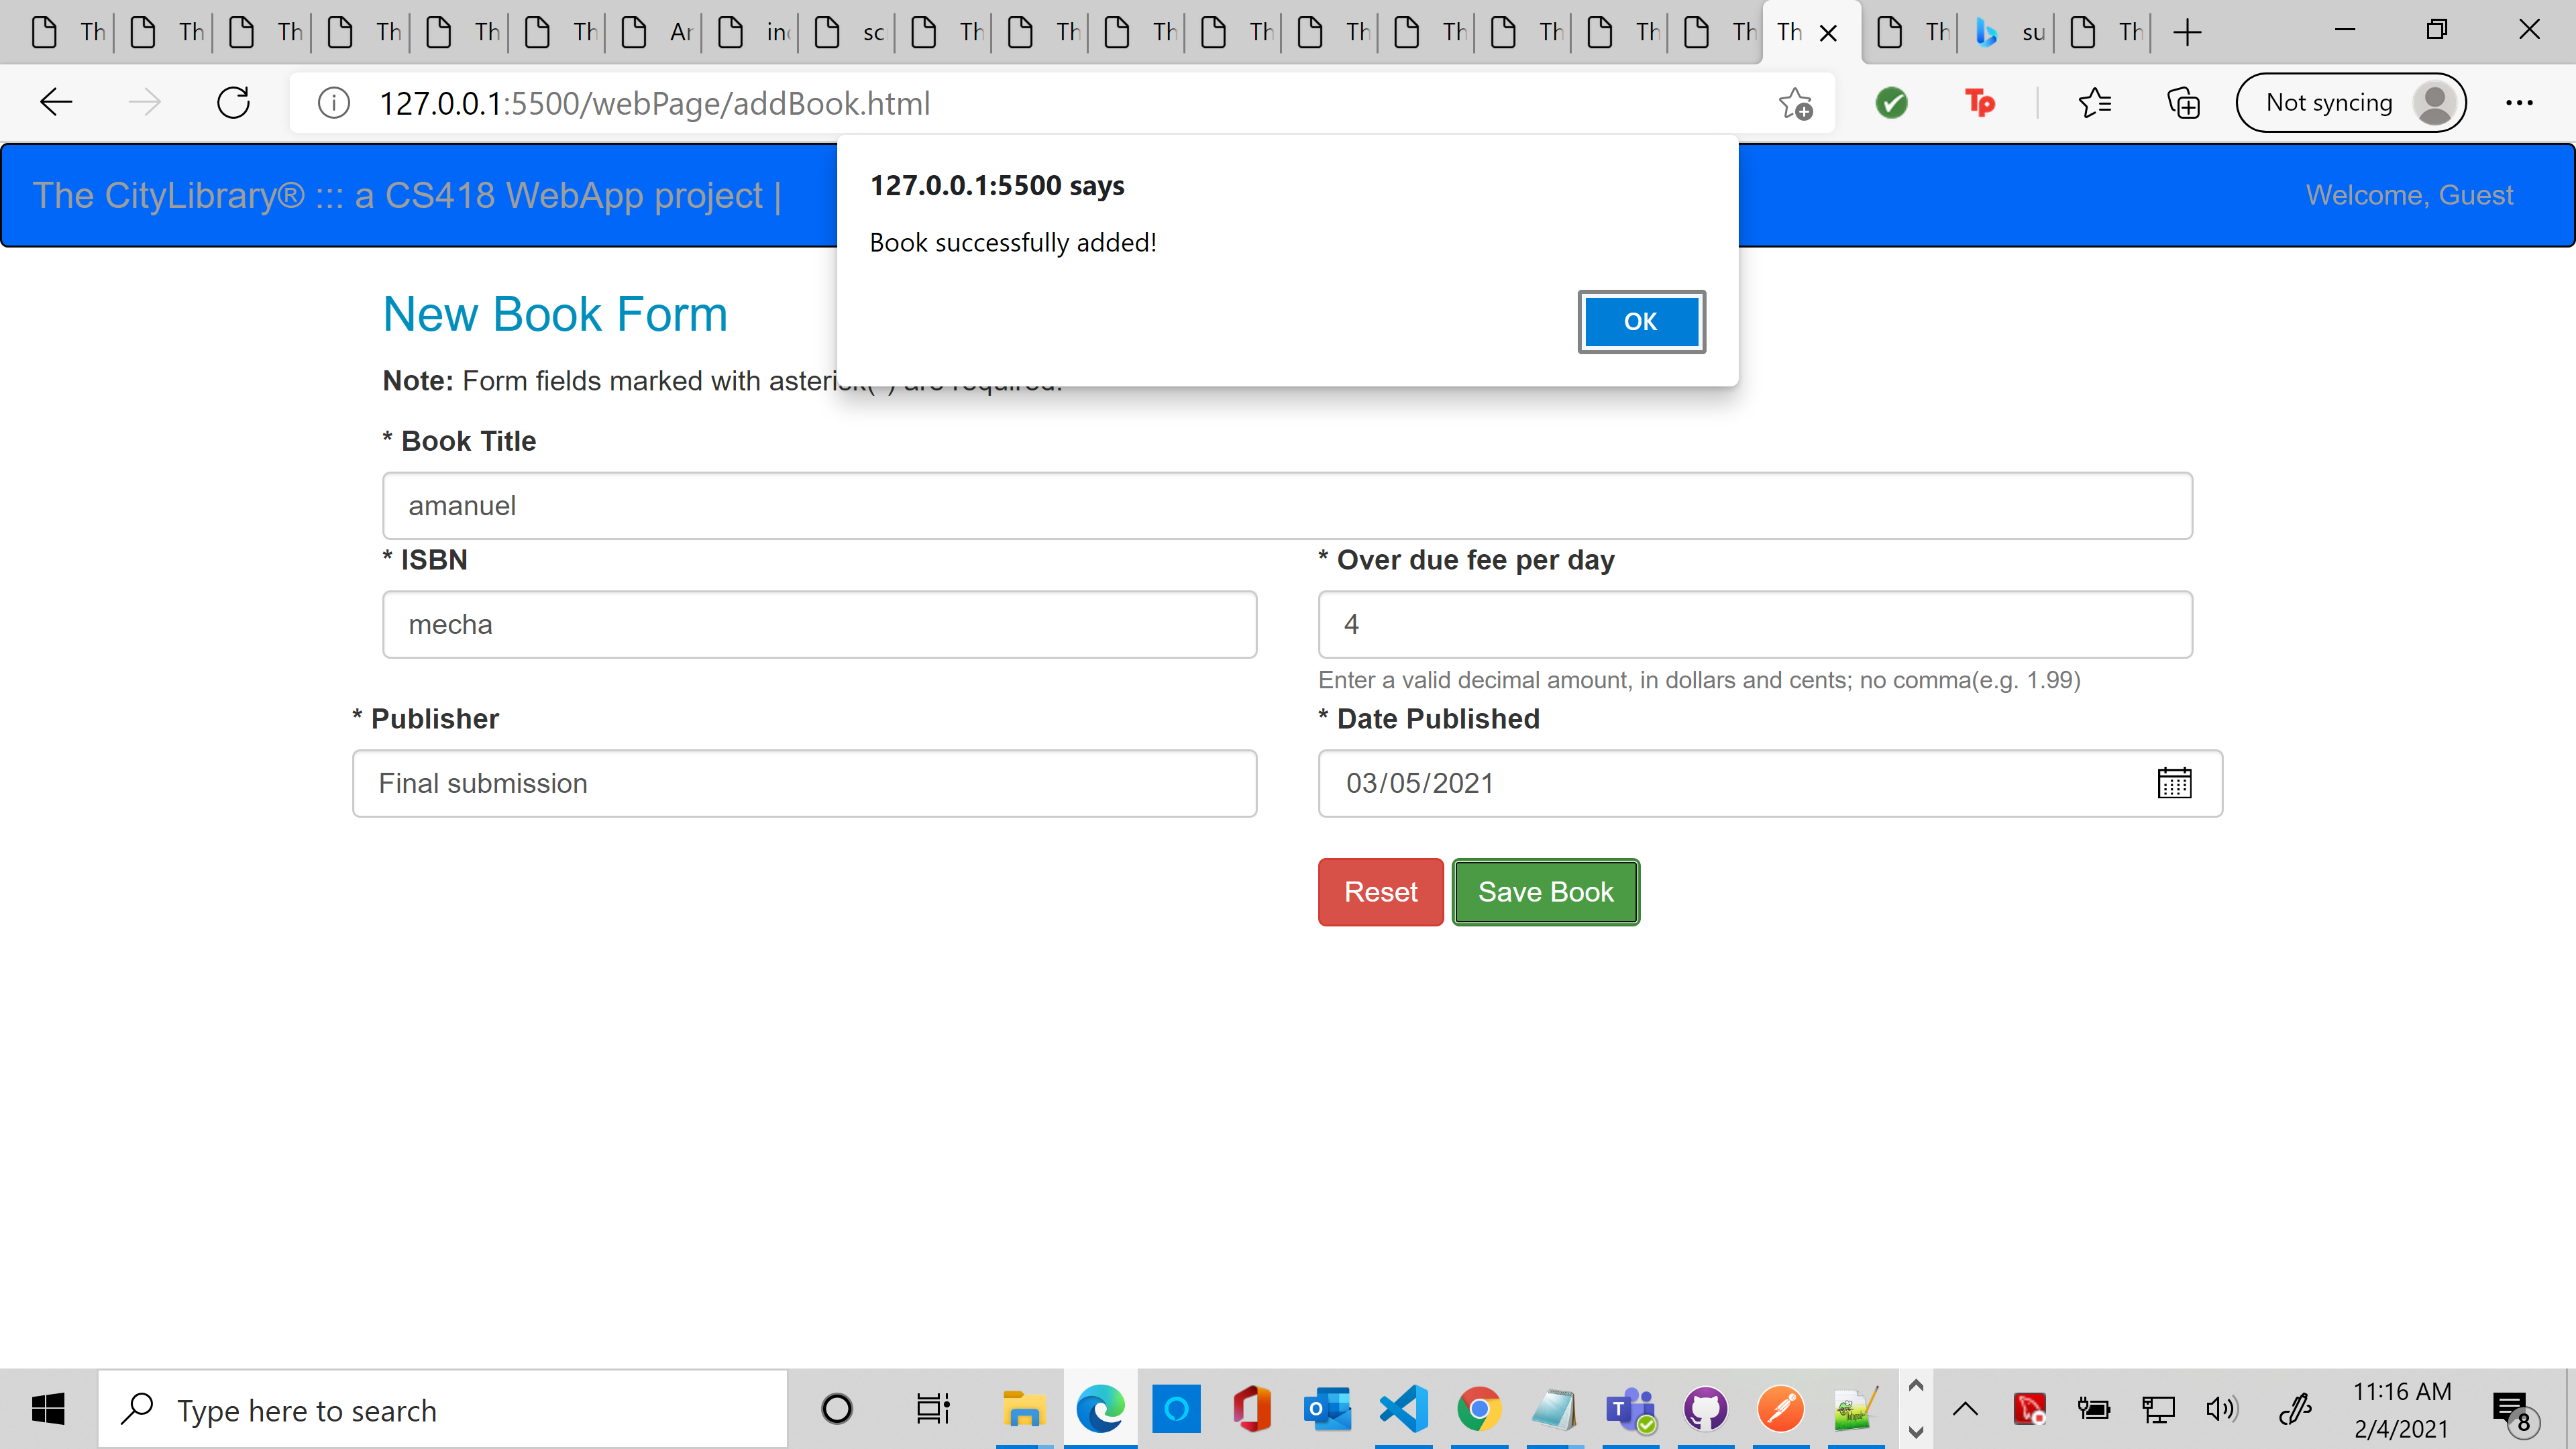 Th Th Th Th Th Th Ar in sc Th Th Th Th Th Th Th Th Th Th Th su Th
127.0.0.1:5500/webPage/addBook.html
Not syncing
127.0.0.1:5500 says
Book successfully added!
OK
The CityLibrary® ::: a CS418 WebApp project |
Welcome, Guest
New Book Form
Note: Form fields marked with asterisk(*) are required.
* Book Title
amanuel
* ISBN
* Over due fee per day
mecha
4
Enter a valid decimal amount, in dollars and cents; no comma(e.g. 1.99)
* Publisher
* Date Published
Final submission
03/05/2021
Reset Save Book
Type here to search
11:16 AM
2/4/2021
8